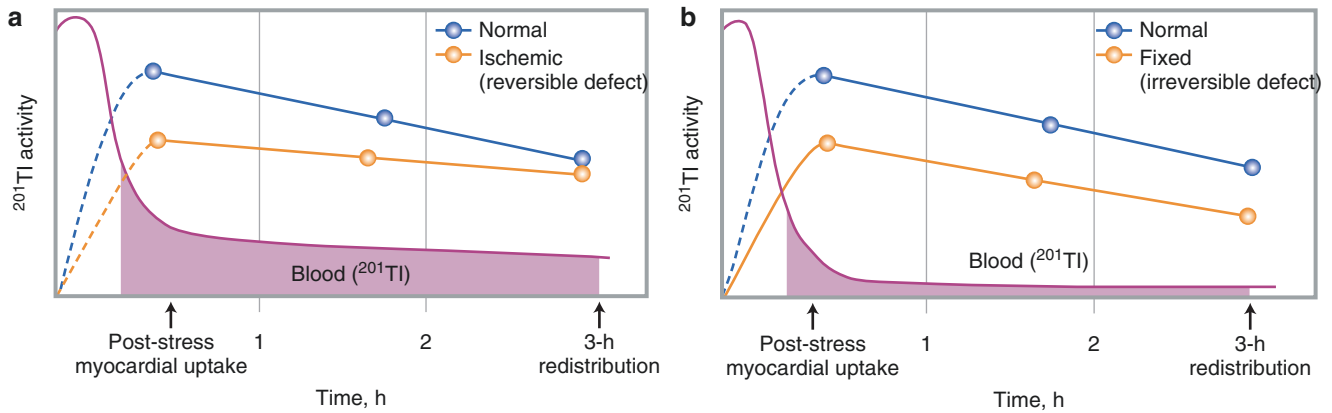 a
Normal
Ischemic
(reversible defect)
²⁰¹Tl activity
Blood (²⁰¹Tl)
Post-stress
myocardial uptake
1
2
3-h
redistribution
Time, h
b
Normal
Fixed
(irreversible defect)
²⁰¹Tl activity
Blood (²⁰¹Tl)
Post-stress
myocardial uptake
1
2
3-h
redistribution
Time, h